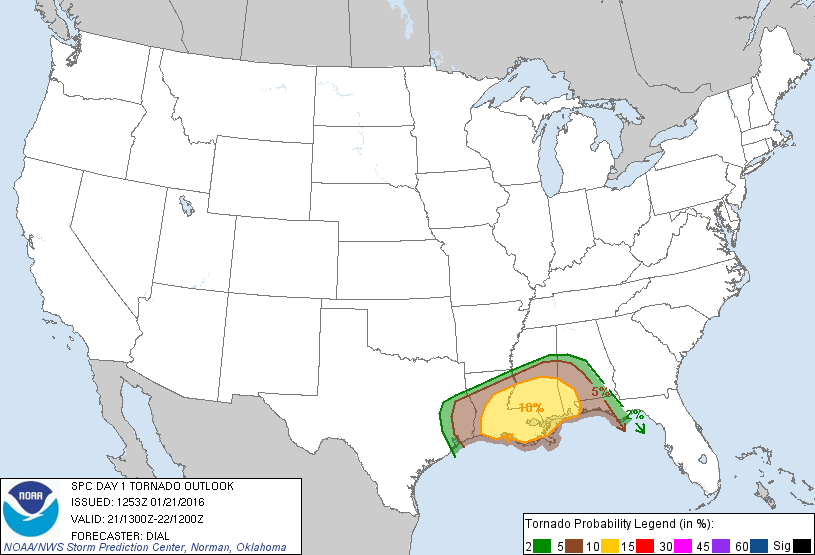 10%
5%
2%
NOAA
SPC DAY 1 TORNADO OUTLOOK
ISSUED: 1253Z 01/21/2016
VALID: 21/1300Z-22/1200Z
FORECASTER: DIAL
NOAA/NWS Storm Prediction Center, Norman, Oklahoma
Tornado Probability Legend (in %):
2 5 10 15 30 45 60 Sig